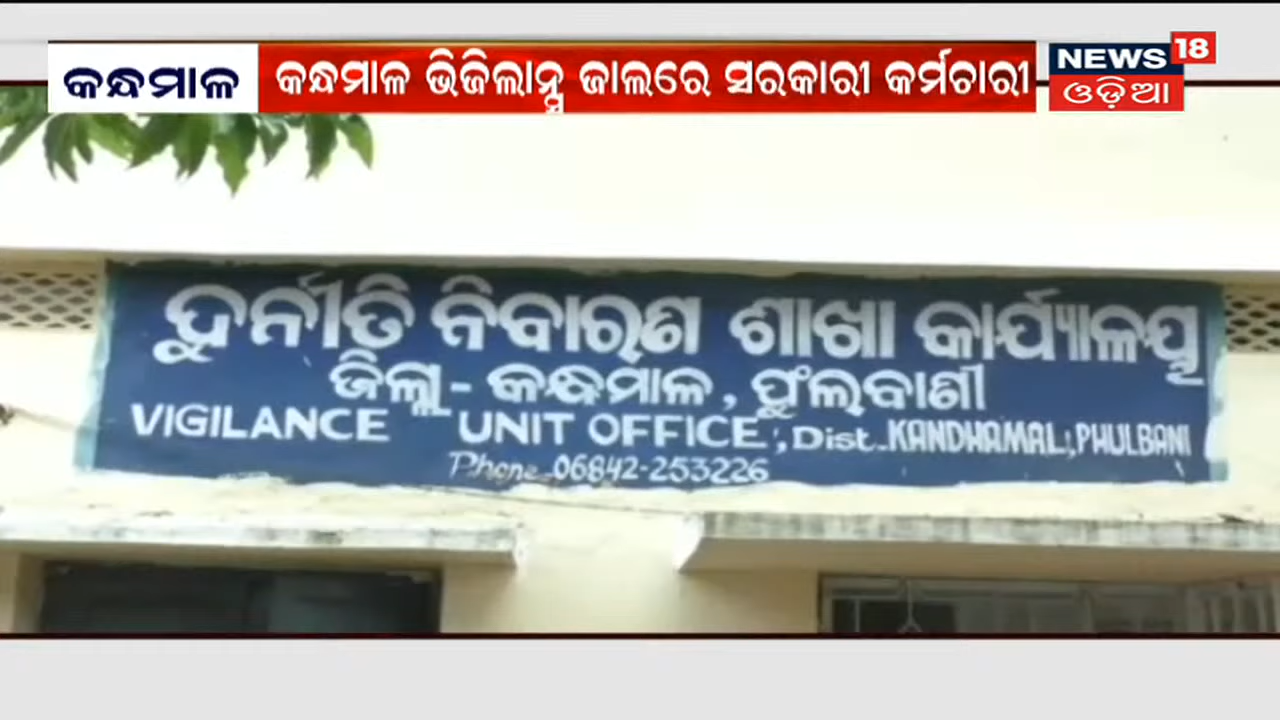 କନ୍ଧମାଳ
କନ୍ଧମାଳ ଭିଜିଲାନ୍ସ ଜାଲରେ ସରକାରୀ କର୍ମଚାରୀ
NEWS 18
ଓଡ଼ିଆ
ଦୁର୍ନୀତି ନିବାରଣ ଶାଖା କାର୍ଯ୍ୟାଳୟ
ଜିଲ୍ଲା - କନ୍ଧମାଳ , ଫୁଲବାଣୀ
VIGILANCE UNIT OFFICE, Dist. KANDHAMAL, PHULBANI
Phone 06842-253226